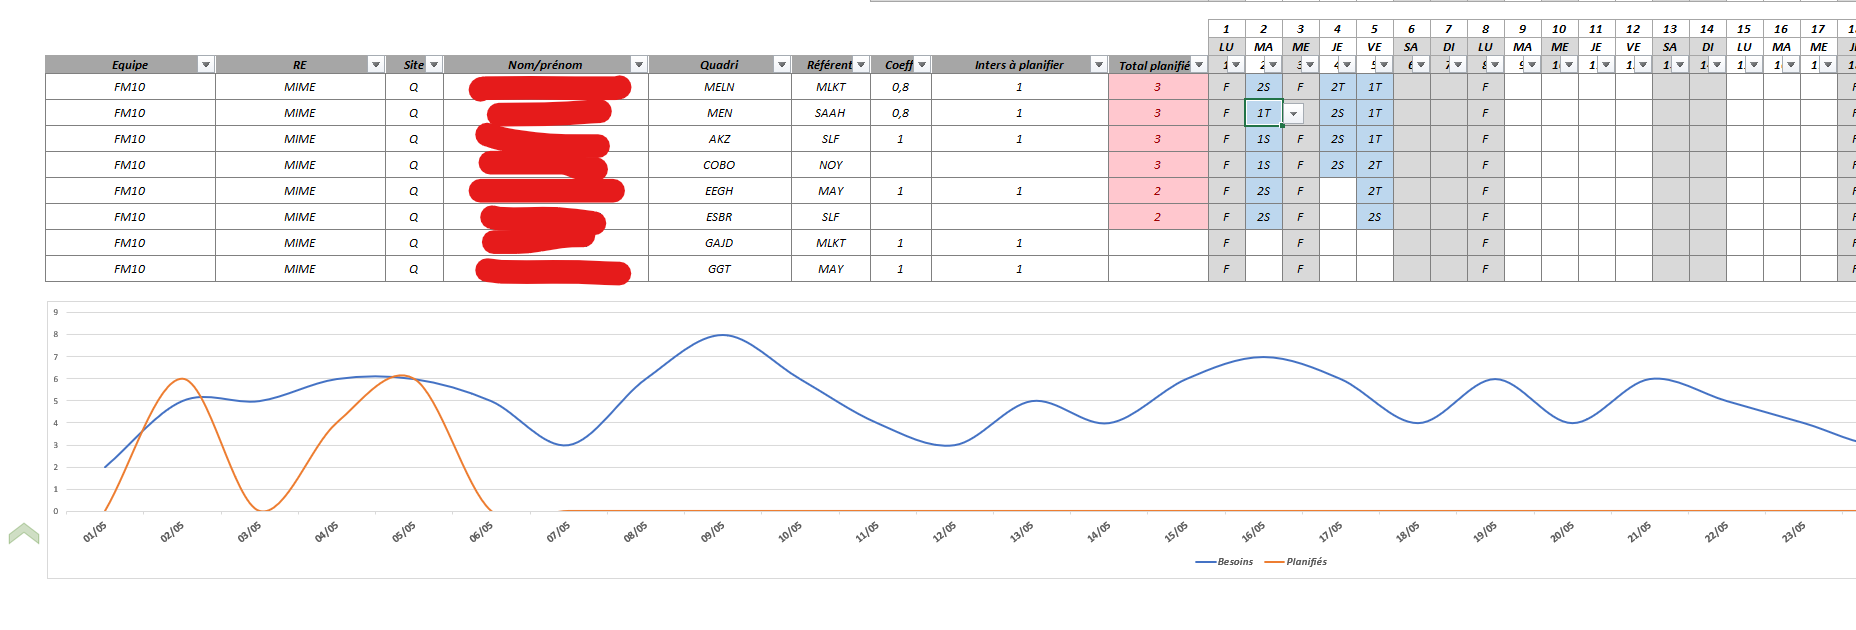 1 2 3 4 5 6 7 8 9 10 11 12 13 14 15 16 17
LU MA ME JE VE SA DI LU MA ME JE VE SA DI LU MA ME
Equipe RE Site Nom/prénom Quadri Référent Coeff Inters à planifier Total planifié
FM10 MIME Q MELN MLKT 0,8 1 3 F 2S F 2T 1T F
FM10 MIME Q MEN SAAH 0,8 1 3 F 1T 2S 1T F
FM10 MIME Q AKZ SLF 1 1 3 F 1S F 2S 1T F
FM10 MIME Q COBO NOY 3 F 1S F 2S 2T F
FM10 MIME Q EEGH MAY 1 1 2 F 2S F 2T F
FM10 MIME Q ESBR SLF 2 F 2S F 2S F
FM10 MIME Q GAJD MLKT 1 1 F F F
FM10 MIME Q GGT MAY 1 1 F F F
9
8
7
6
5
4
3
2
1
0
01/05 02/05 03/05 04/05 05/05 06/05 07/05 08/05 09/05 10/05 11/05 12/05 13/05 14/05 15/05 16/05 17/05 18/05 19/05 20/05 21/05 22/05 23/05
Besoins Planifiés